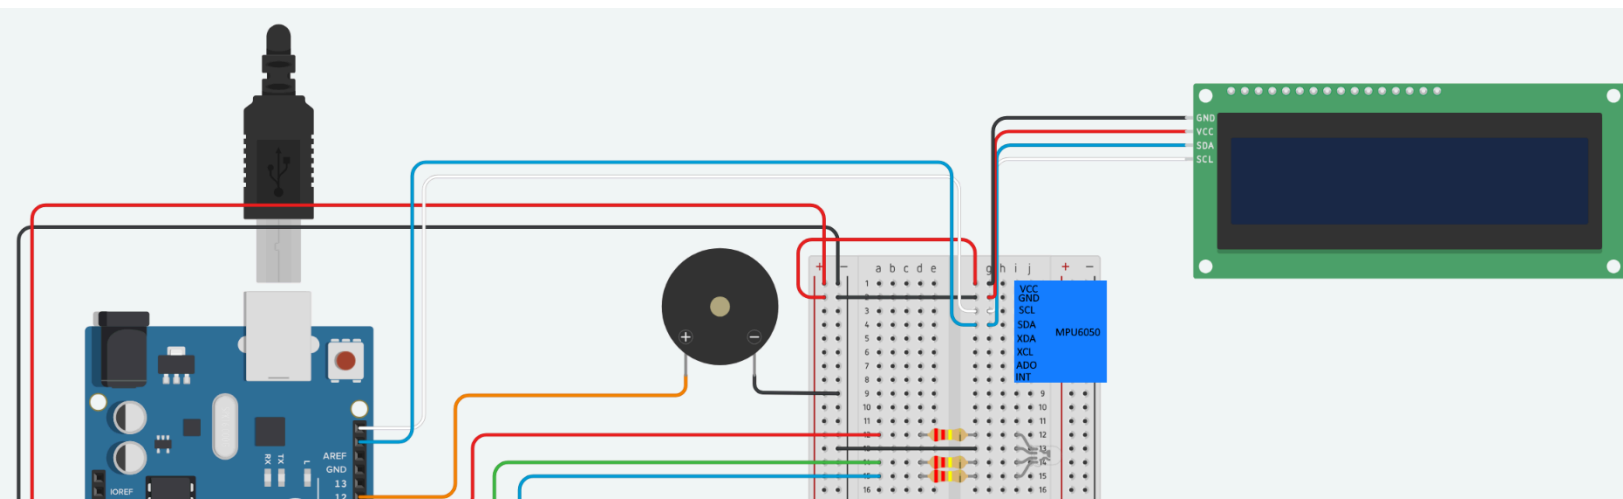 GND
VCC
SDA
SCL
+ −
a b c d e
g h i j
+ −
1
3
4
5
6
7
8
9
10
11
12
13
14
15
16
VCC
GND
SCL
SDA
XDA
XCL
ADO
INT
MPU6050
9
10
11
12
13
14
15
16
+ −
AREF
GND
13
12
RX
TX
L
IOREF